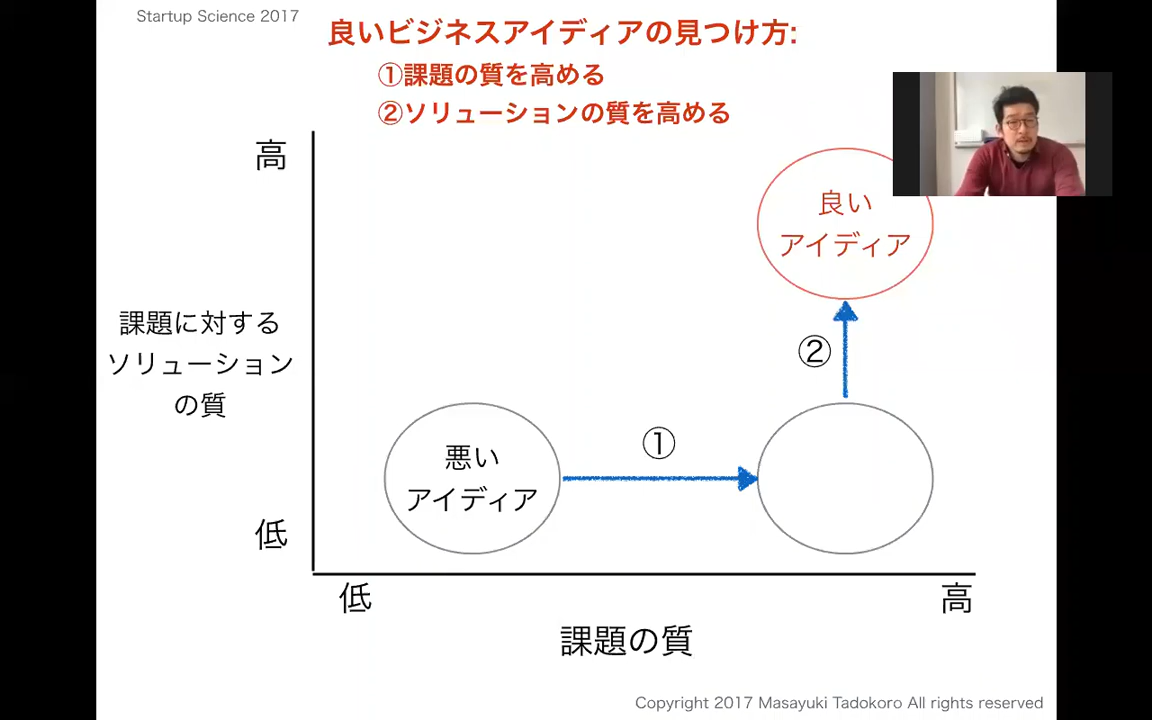 Startup Science 2017
良いビジネスアイディアの見つけ方:
①課題の質を高める
②ソリューションの質を高める
高
良い
アイディア
課題に対する
ソリューション
の質
②
①
悪い
アイディア
低
低
高
課題の質
Copyright 2017 Masayuki Tadokoro All rights reserved